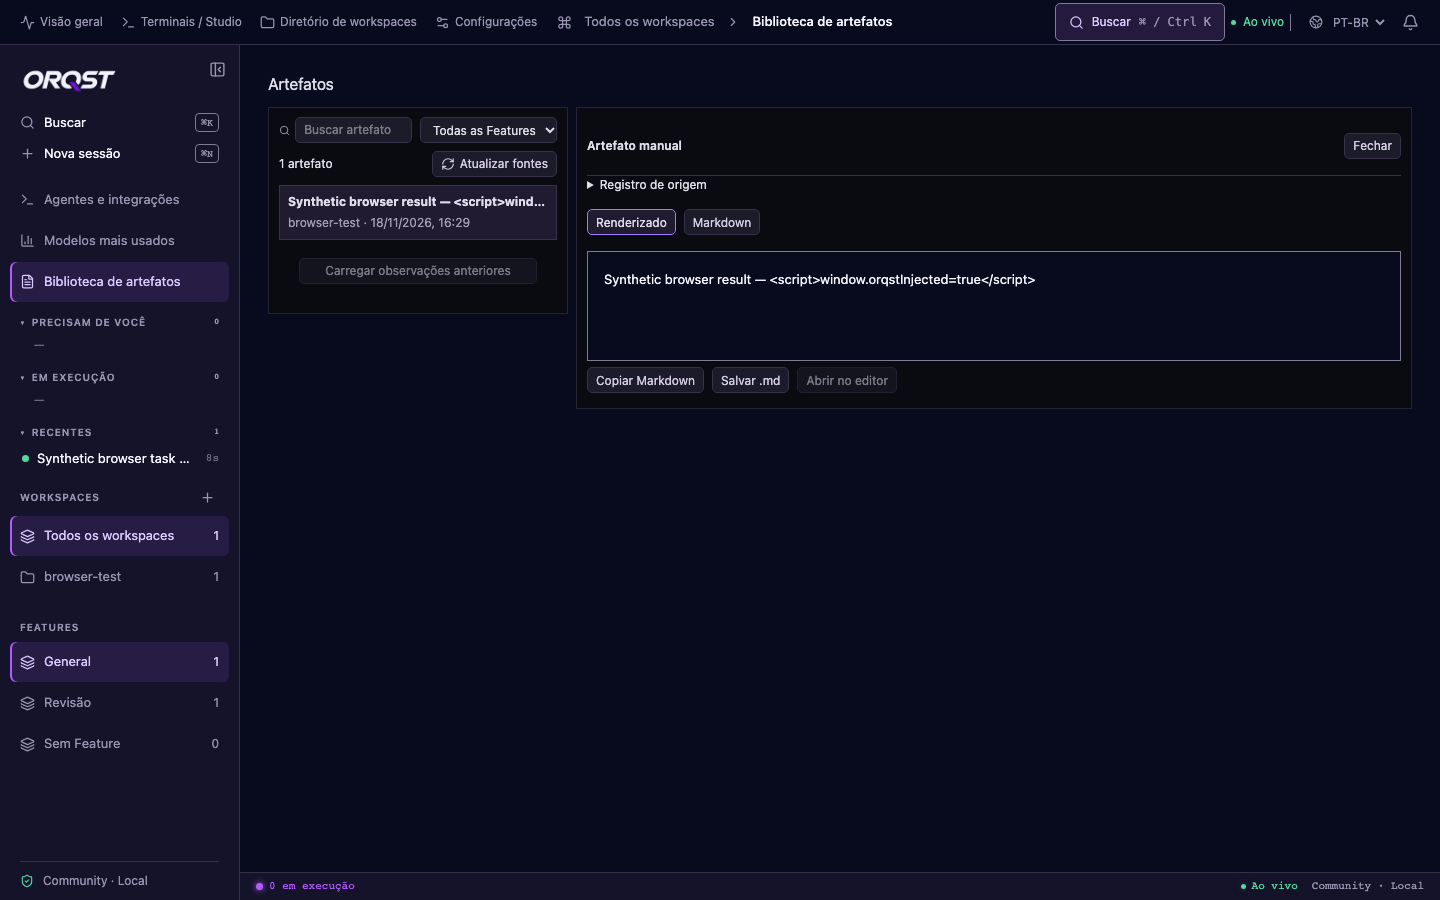 Visão geral
Terminais / Studio
Diretório de workspaces
Configurações
⌘ Todos os workspaces > Biblioteca de artefatos
Buscar ⌘ / Ctrl K
Ao vivo
PT-BR
ORQST
Buscar ⌘K
Nova sessão ⌘N
Agentes e integrações
Modelos mais usados
Biblioteca de artefatos
PRECISAM DE VOCÊ 0
—
EM EXECUÇÃO 0
—
RECENTES 1
Synthetic browser task ... 8s
WORKSPACES +
Todos os workspaces 1
browser-test 1
FEATURES
General 1
Revisão 1
Sem Feature 0
Community · Local
Artefatos
Buscar artefato
Todas as Features
1 artefato
Atualizar fontes
Synthetic browser result — <script>wind...
browser-test · 18/11/2026, 16:29
Carregar observações anteriores
Artefato manual
Fechar
Registro de origem
Renderizado
Markdown
Synthetic browser result — <script>window.orqstInjected=true</script>
Copiar Markdown
Salvar .md
Abrir no editor
0 em execução
Ao vivo
Community · Local